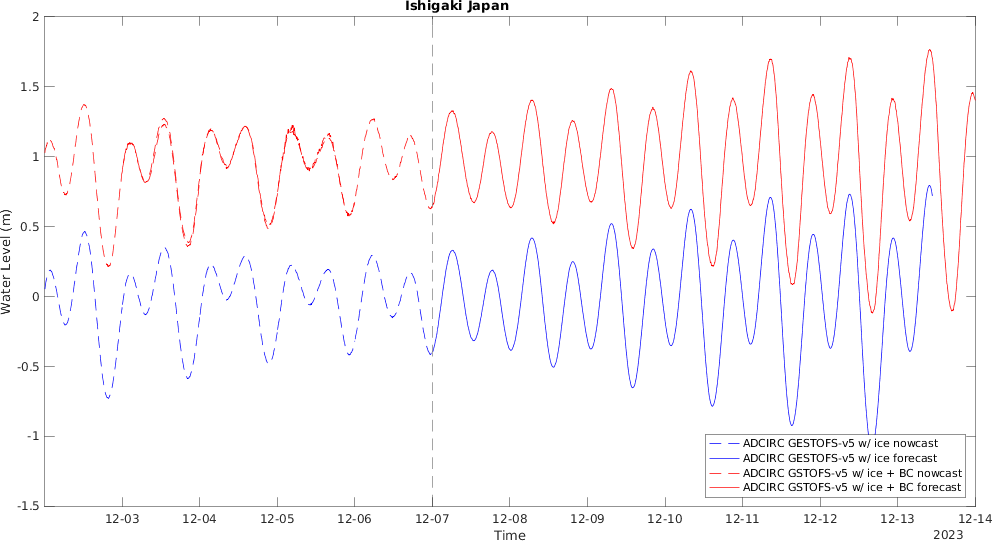 Ishigaki Japan
2
1.5
1
0.5
0
-0.5
-1
-1.5
Water Level (m)
ADCIRC GESTOFS-v5 w/ ice nowcast
ADCIRC GESTOFS-v5 w/ ice forecast
ADCIRC GSTOFS-v5 w/ ice + BC nowcast
ADCIRC GSTOFS-v5 w/ ice + BC forecast
12-03 12-04 12-05 12-06 12-07 12-08 12-09 12-10 12-11 12-12 12-13 12-14
Time
2023